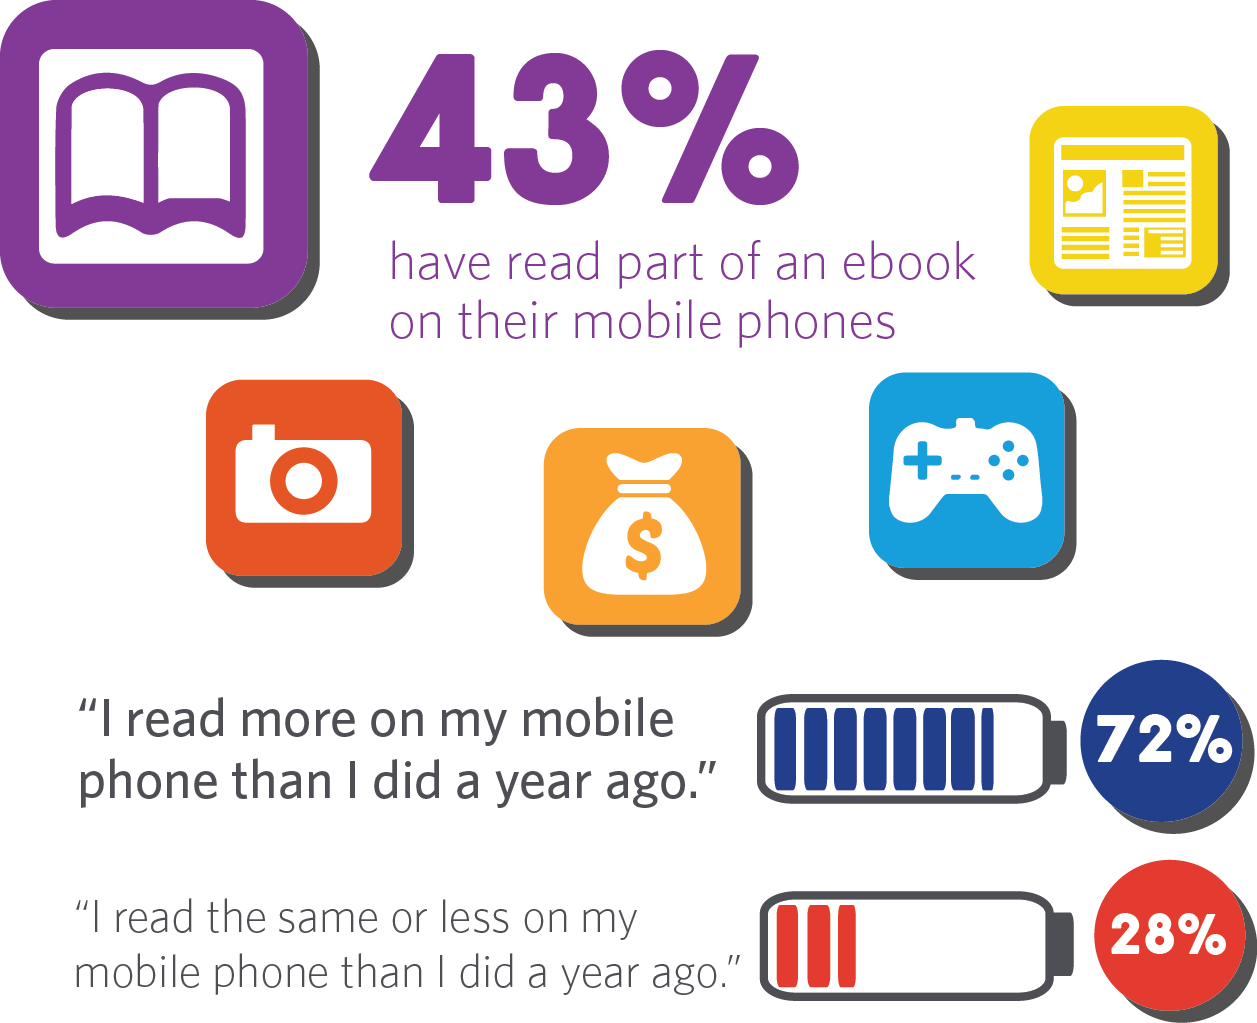 43%
have read part of an ebook
on their mobile phones
$
“I read more on my mobile
phone than I did a year ago.”
72%
“I read the same or less on my
mobile phone than I did a year ago.”
28%